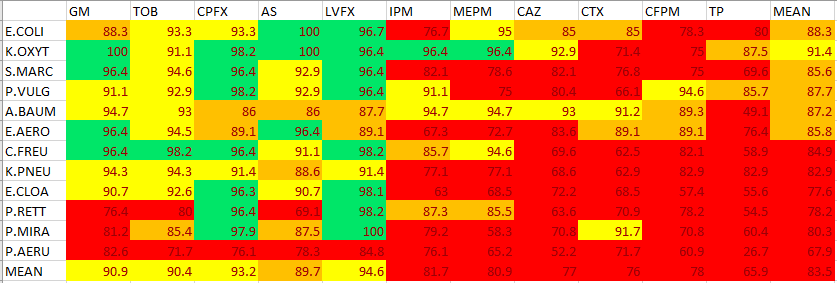 GM TOB CPFX AS LVFX IPM MEPM CAZ CTX CFPM TP MEAN
E.COLI 88.3 93.3 93.3 100 96.7 76.7 95 85 85 78.3 80 88.3
K.OXYT 100 91.1 98.2 100 96.4 96.4 96.4 92.9 71.4 75 87.5 91.4
S.MARC 96.4 94.6 96.4 92.9 96.4 82.1 78.6 82.1 76.8 75 69.6 85.6
P.VULG 91.1 92.9 98.2 92.9 96.4 91.1 75 80.4 66.1 94.6 85.7 87.7
A.BAUM 94.7 93 86 86 87.7 94.7 94.7 93 91.2 89.3 49.1 87.2
E.AERO 96.4 94.5 89.1 96.4 89.1 67.3 72.7 83.6 89.1 89.1 76.4 85.8
C.FREU 96.4 98.2 96.4 91.1 98.2 85.7 94.6 69.6 62.5 82.1 58.9 84.9
K.PNEU 94.3 94.3 91.4 88.6 91.4 77.1 77.1 68.6 62.9 82.9 82.9 82.9
E.CLOA 90.7 92.6 96.3 90.7 98.1 63 68.5 72.2 68.5 57.4 55.6 77.6
P.RETT 76.4 80 96.4 69.1 98.2 87.3 85.5 63.6 70.9 78.2 54.5 78.2
P.MIRA 81.2 85.4 97.9 87.5 100 79.2 58.3 70.8 91.7 70.8 60.4 80.3
P.AERU 82.6 71.7 76.1 78.3 84.8 76.1 65.2 52.2 71.7 60.9 26.7 67.9
MEAN 90.9 90.4 93.2 89.7 94.6 81.7 80.9 77 76 78 65.9 83.5